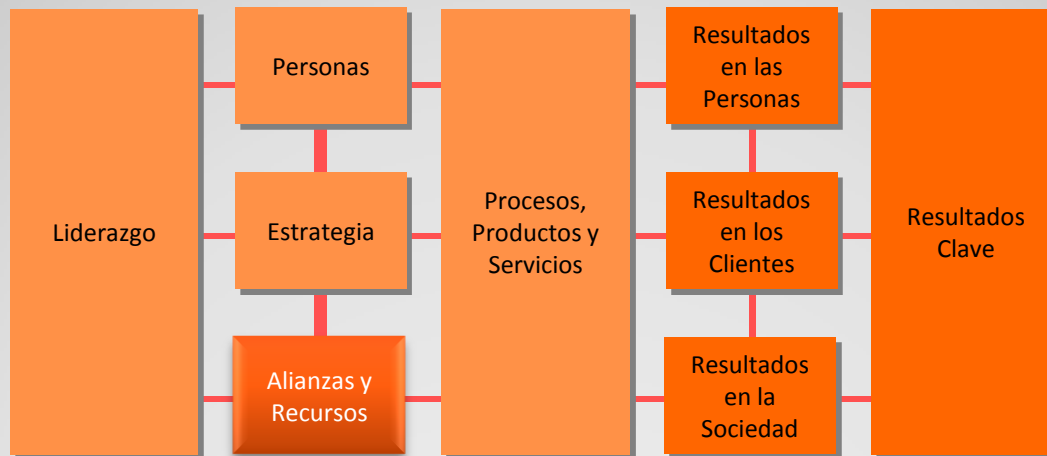 Liderazgo
Personas
Estrategia
Alianzas y
Recursos
Procesos,
Productos y
Servicios
Resultados
en las
Personas
Resultados
en los
Clientes
Resultados
en la
Sociedad
Resultados
Clave